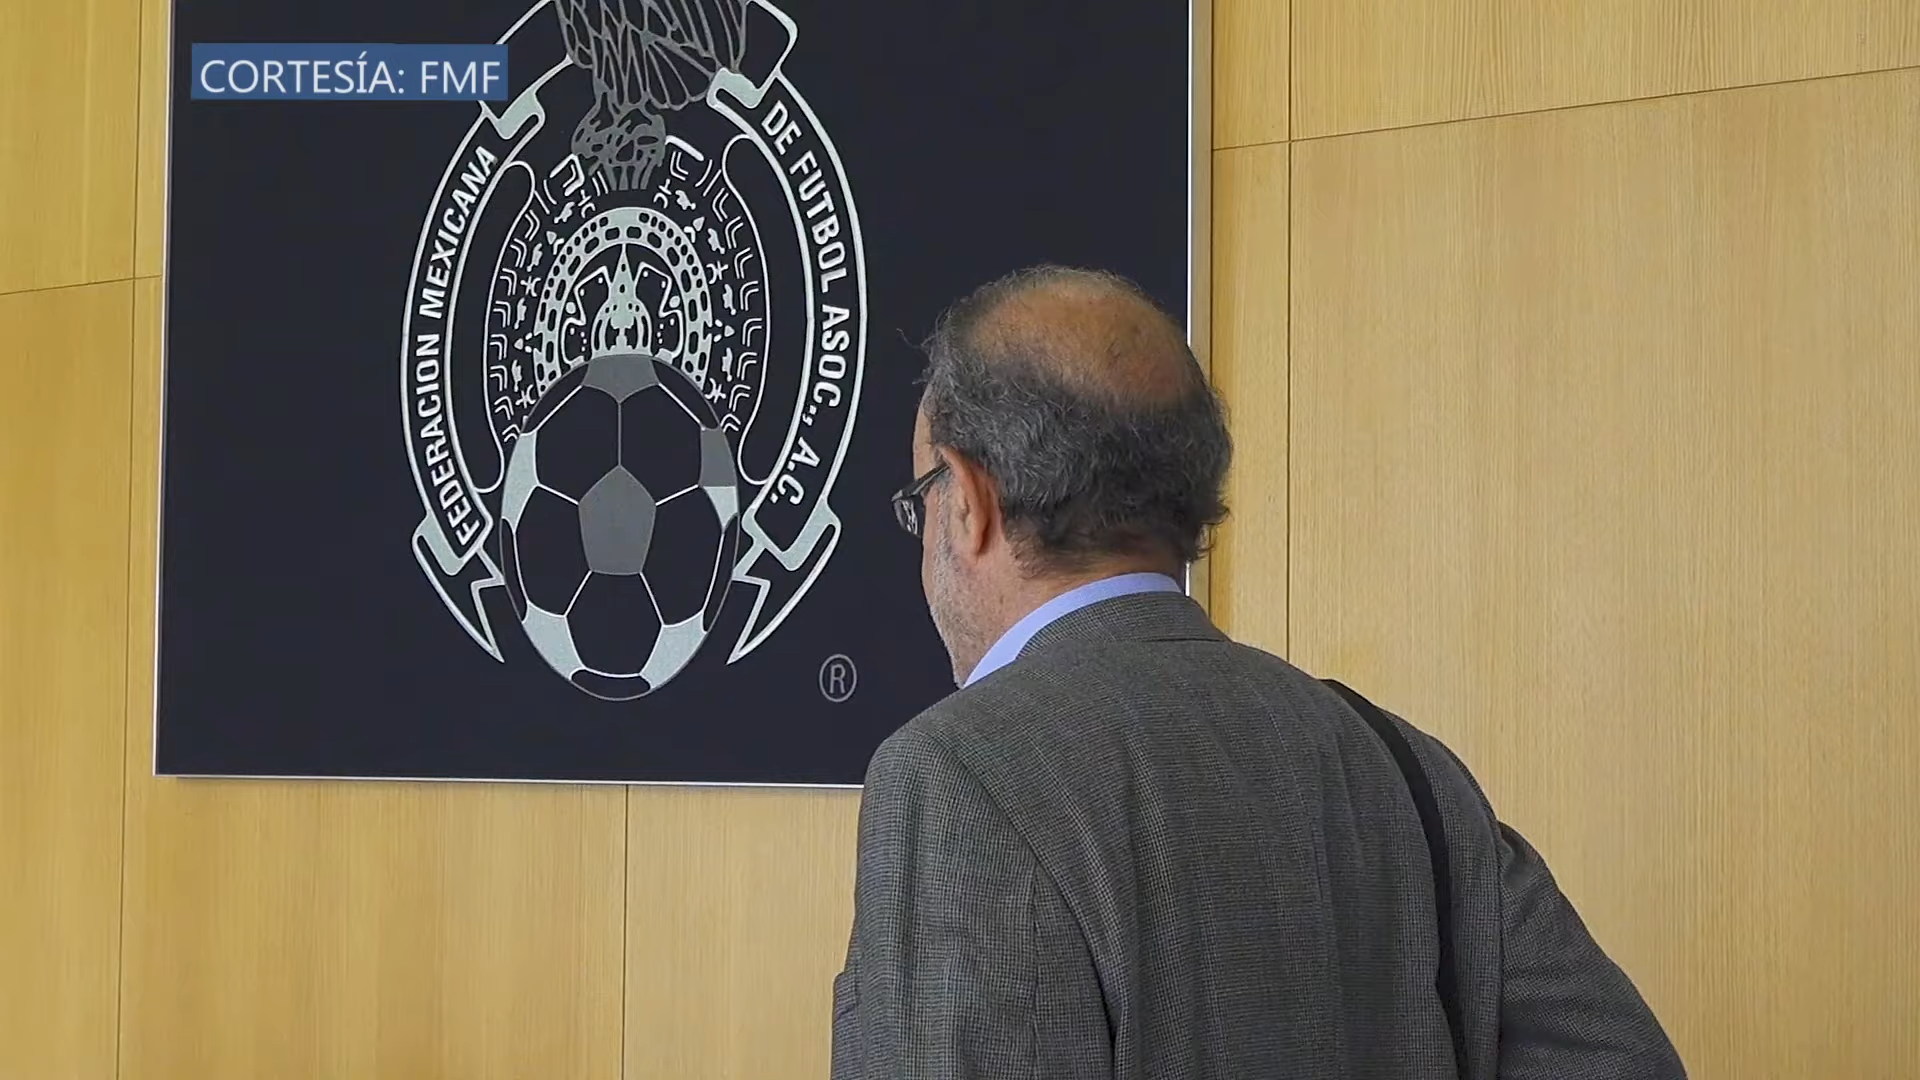 CORTESÍA: FMF
FEDERACION MEXICANA
DE FUTBOL ASOC., A.C.
®